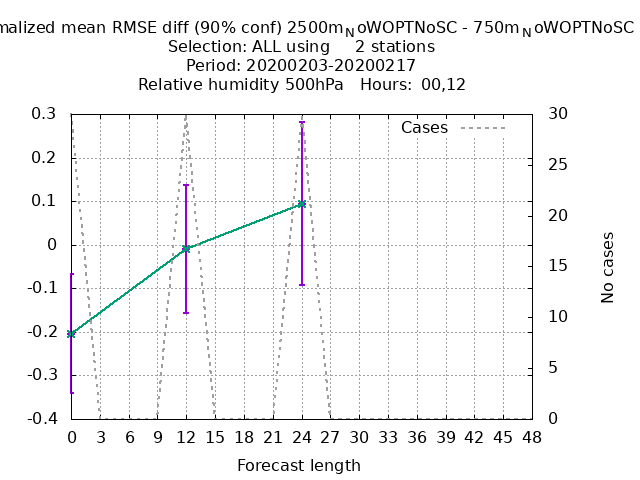 malized mean RMSE diff (90% conf) 2500mNoWOPTNoSC - 750mNoWOPTNoSC
Selection: ALL using 2 stations
Period: 20200203-20200217
Relative humidity 500hPa Hours: 00,12
Cases
0.3
0.2
0.1
0
-0.1
-0.2
-0.3
-0.4
30
25
20
15
10
5
0
No cases
0 3 6 9 12 15 18 21 24 27 30 33 36 39 42 45 48
Forecast length